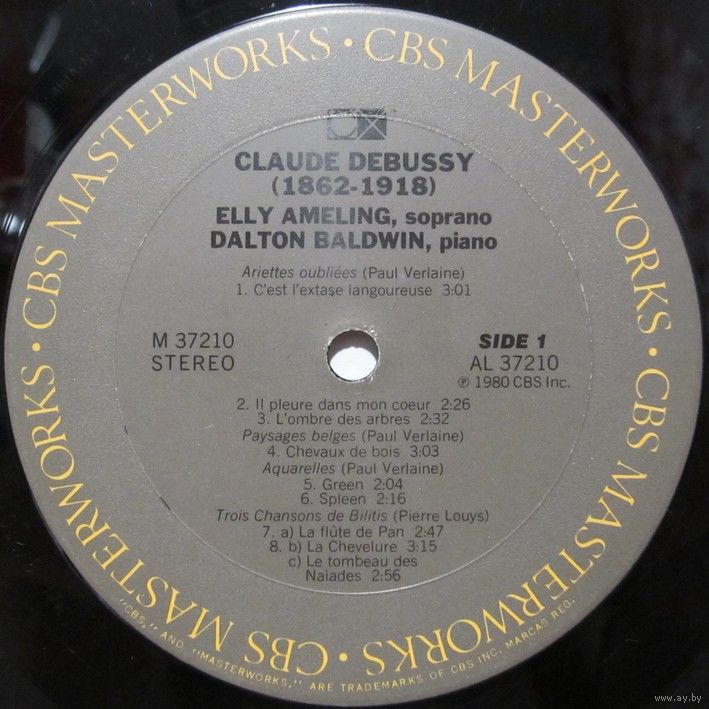 CBS MASTERWORKS · CBS MASTERWORKS · CBS MASTERWORKS · CBS MASTERWORKS · CBS MASTERWORKS ·
CLAUDE DEBUSSY
(1862-1918)
ELLY AMELING, soprano
DALTON BALDWIN, piano
Ariettes oubliées (Paul Verlaine)
1. C'est l'extase langoureuse 3:01
M 37210
STEREO
SIDE 1
AL 37210
℗ 1980 CBS Inc.
2. Il pleure dans mon coeur 2:26
3. L'ombre des arbres 2:32
Paysages belges (Paul Verlaine)
4. Chevaux de bois 3:03
Aquarelles (Paul Verlaine)
5. Green 2:04
6. Spleen 2:16
Trois Chansons de Bilitis (Pierre Louys)
7. a) La flûte de Pan 2:47
8. b) La Chevelure 3:15
c) Le tombeau des
Naiades 2:56
"CBS," AND "MASTERWORKS," ARE TRADEMARKS OF CBS INC. MARCAS REG.
www.ay.by